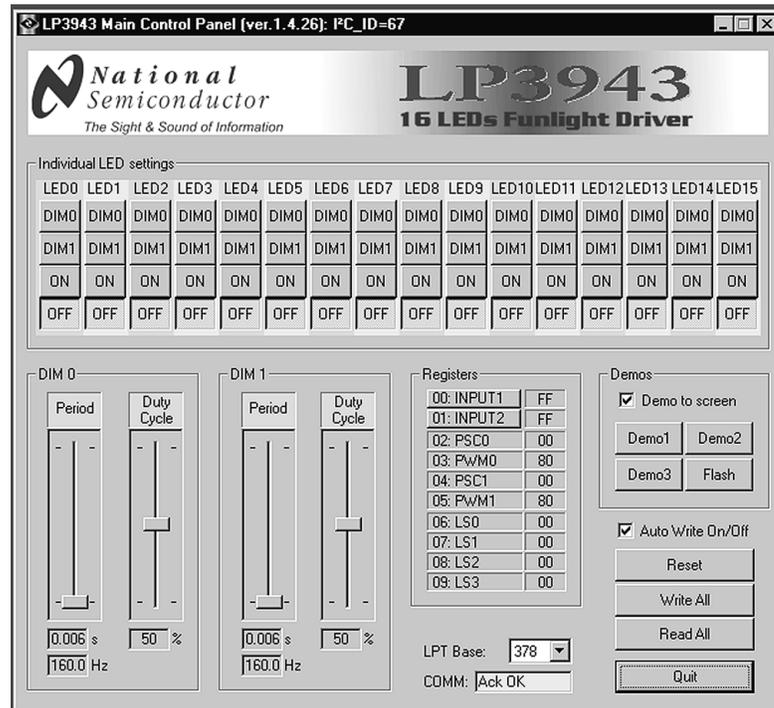 LP3943 Main Control Panel (ver.1.4.26): I²C_ID=67
National
Semiconductor
The Sight & Sound of Information
LP3943
16 LEDs Funlight Driver
Individual LED settings
LED0 LED1 LED2 LED3 LED4 LED5 LED6 LED7 LED8 LED9 LED10 LED11 LED12 LED13 LED14 LED15
DIM0 DIM0 DIM0 DIM0 DIM0 DIM0 DIM0 DIM0 DIM0 DIM0 DIM0 DIM0 DIM0 DIM0 DIM0 DIM0
DIM1 DIM1 DIM1 DIM1 DIM1 DIM1 DIM1 DIM1 DIM1 DIM1 DIM1 DIM1 DIM1 DIM1 DIM1 DIM1
ON ON ON ON ON ON ON ON ON ON ON ON ON ON ON ON
OFF OFF OFF OFF OFF OFF OFF OFF OFF OFF OFF OFF OFF OFF OFF OFF
DIM 0
Period
Duty
Cycle
0.006 s
50 %
160.0 Hz
DIM 1
Period
Duty
Cycle
0.006 s
50 %
160.0 Hz
Registers
00: INPUT1 FF
01: INPUT2 FF
02: PSC0 00
03: PWM0 80
04: PSC1 00
05: PWM1 80
06: LS0 00
07: LS1 00
08: LS2 00
09: LS3 00
LPT Base: 378
COMM: Ack OK
Demos
Demo to screen
Demo1 Demo2
Demo3 Flash
Auto Write On/Off
Reset
Write All
Read All
Quit